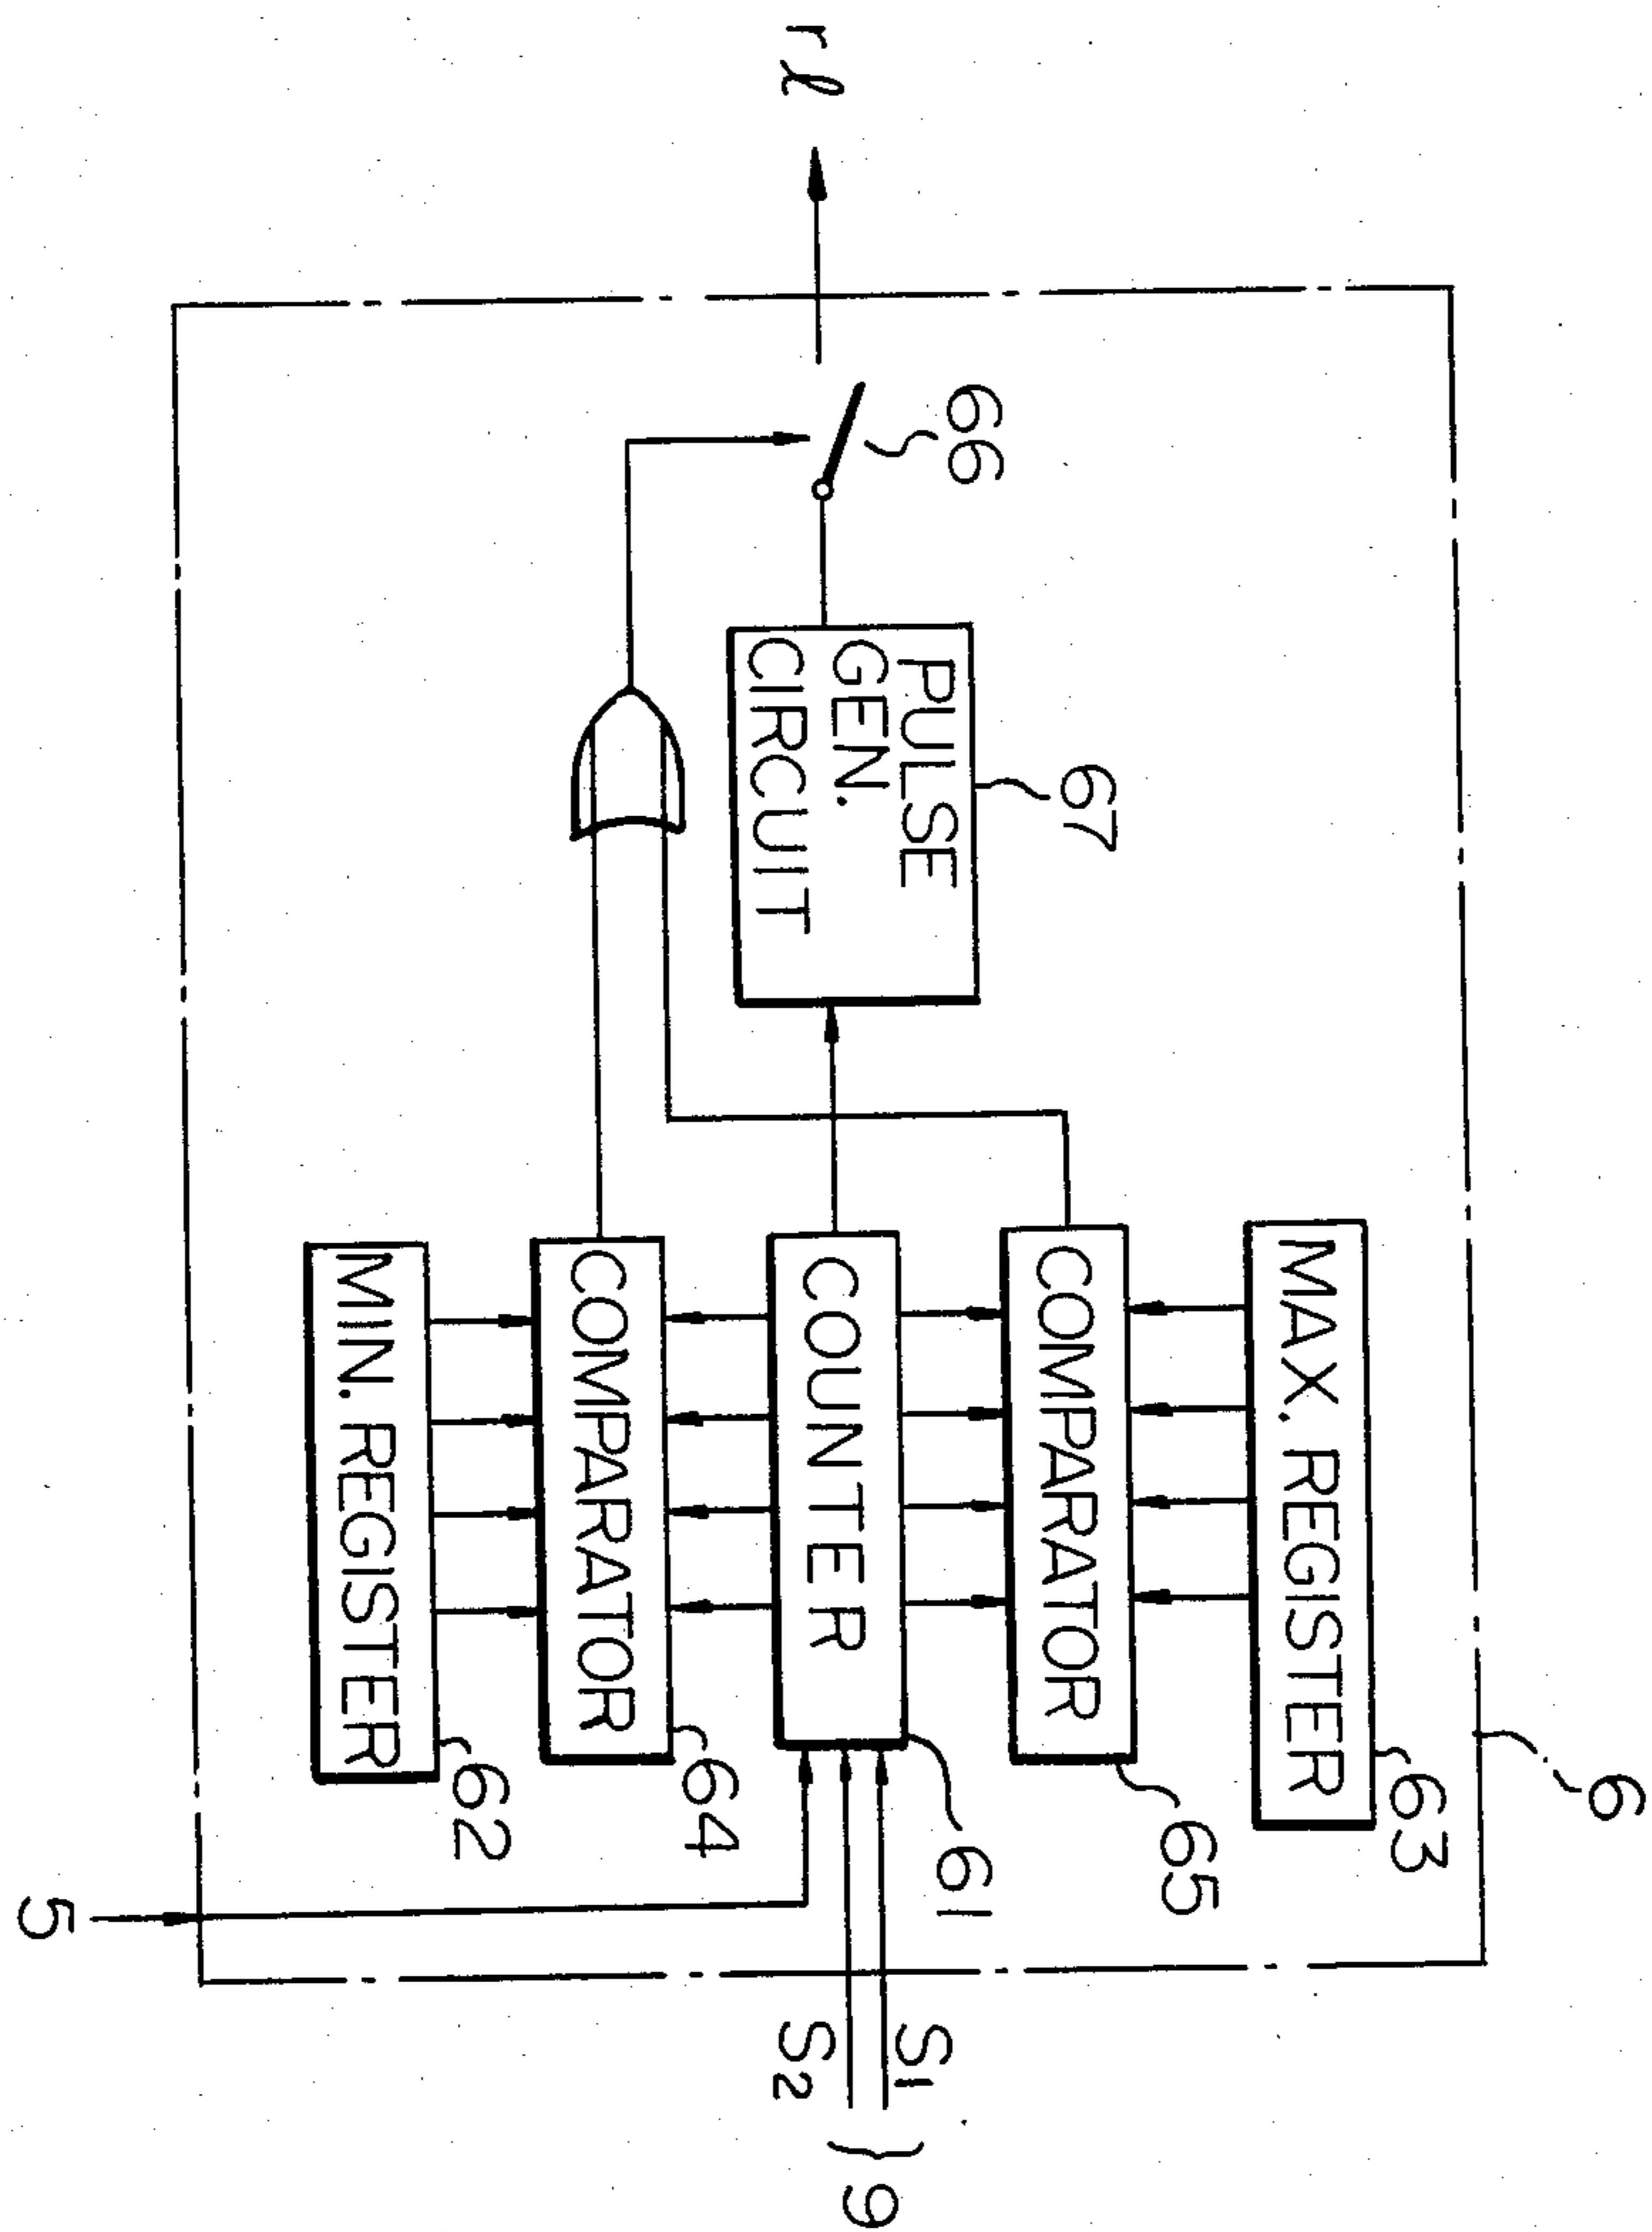 6
MAX. REGISTER
63
COMPARATOR
65
COUNTER
61
COMPARATOR
64
MIN. REGISTER
62
PULSE
GEN.
CIRCUIT
67
66
rl
S1
S2
9
5